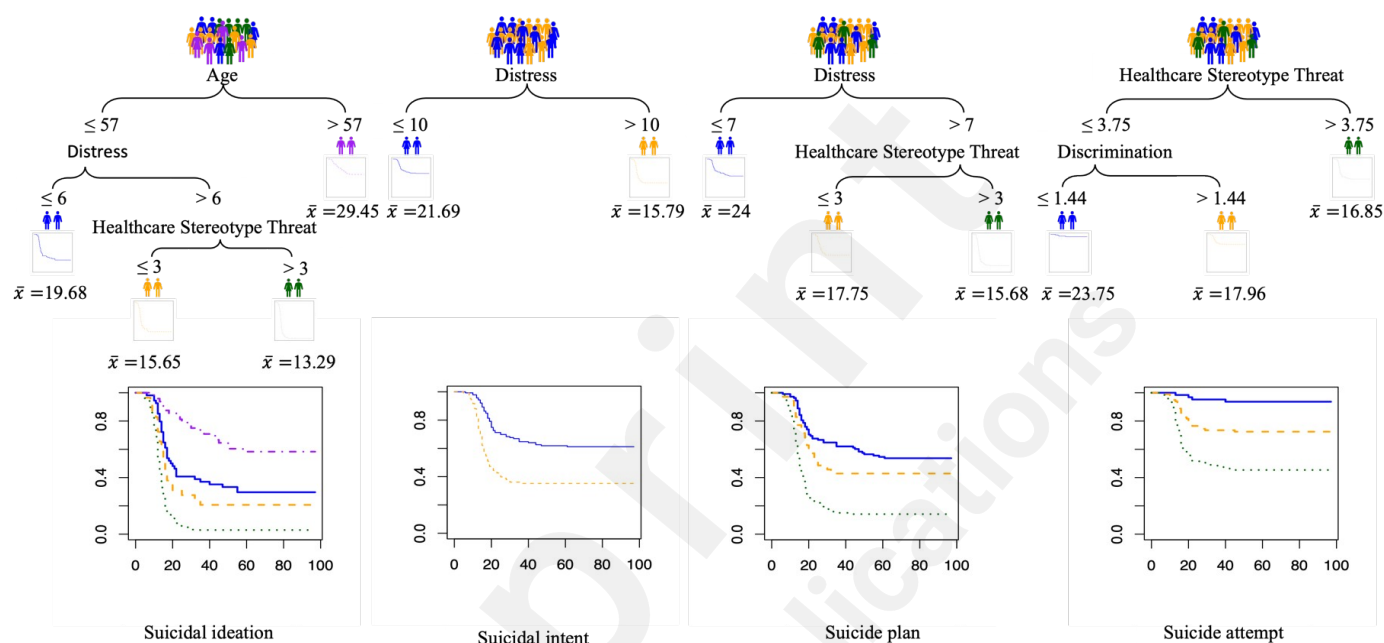 Age
≤ 57
> 57
Distress
≤ 6
> 6
x̄ =29.45
Healthcare Stereotype Threat
x̄ =19.68
≤ 3
> 3
x̄ =15.65
x̄ =13.29
Distress
≤ 10
> 10
x̄ =21.69
x̄ =15.79
Distress
≤ 7
> 7
Healthcare Stereotype Threat
x̄ =24
≤ 3
> 3
x̄ =17.75
x̄ =15.68
Healthcare Stereotype Threat
≤ 3.75
> 3.75
Discrimination
≤ 1.44
> 1.44
x̄ =16.85
x̄ =23.75
x̄ =17.96
0.8
0.4
0.0
0 20 40 60 80 100
Suicidal ideation
0.8
0.4
0.0
0 20 40 60 80 100
Suicidal intent
0.8
0.4
0.0
0 20 40 60 80 100
Suicide plan
0.8
0.4
0.0
0 20 40 60 80 100
Suicide attempt
print
lications